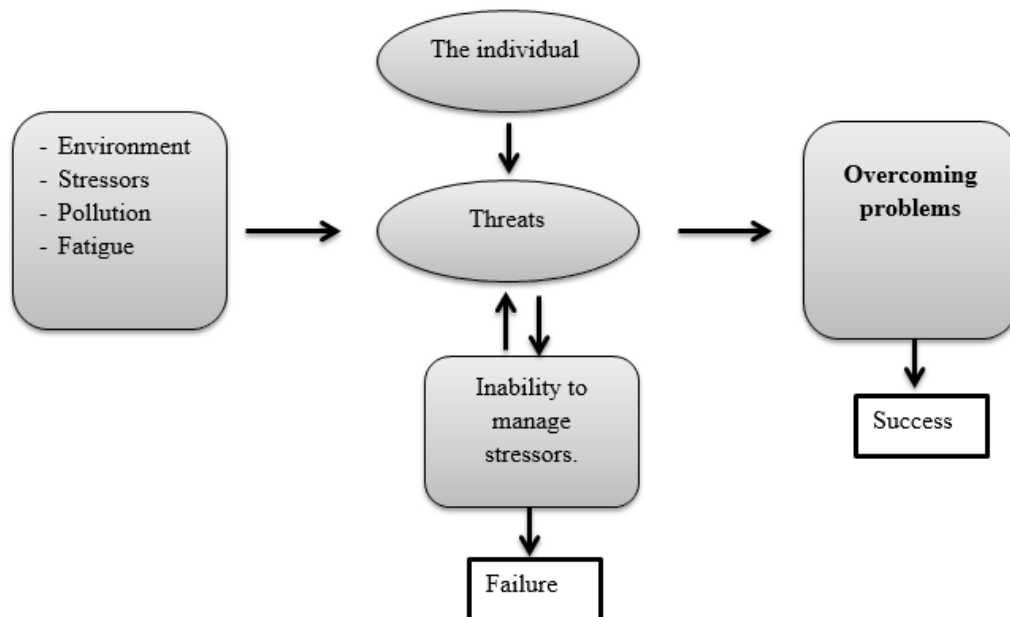 The individual
- Environment
- Stressors
- Pollution
- Fatigue
Threats
Overcoming
problems
Inability to
manage
stressors.
Success
Failure